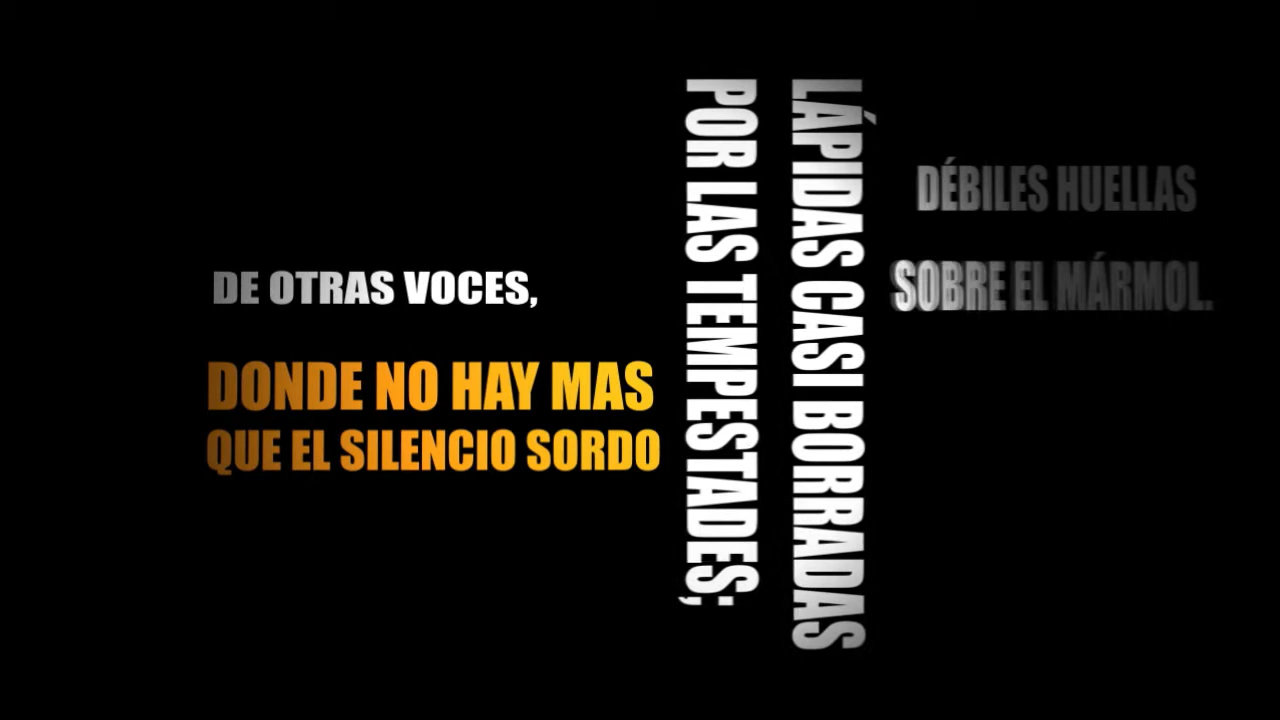 DÉBILES HUELLAS
SOBRE EL MÁRMOL.
LÁPIDAS CASI BORRADAS
POR LAS TEMPESTADES;
DE OTRAS VOCES,
DONDE NO HAY MAS
QUE EL SILENCIO SORDO